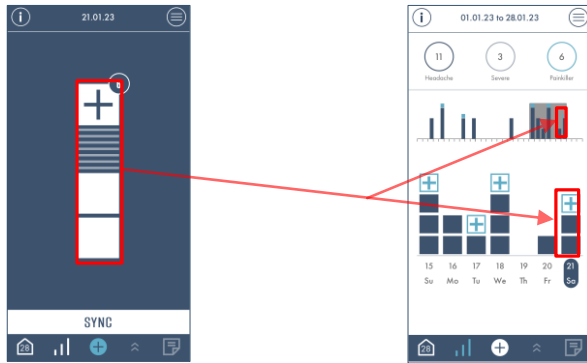 i
21.01.23
6
SYNC
28
i
01.01.23 to 28.01.23
11
3
6
Headache
Severe
Painkiller
15 16 17 18 19 20 21
Su Mo Tu We Th Fr Sa
28